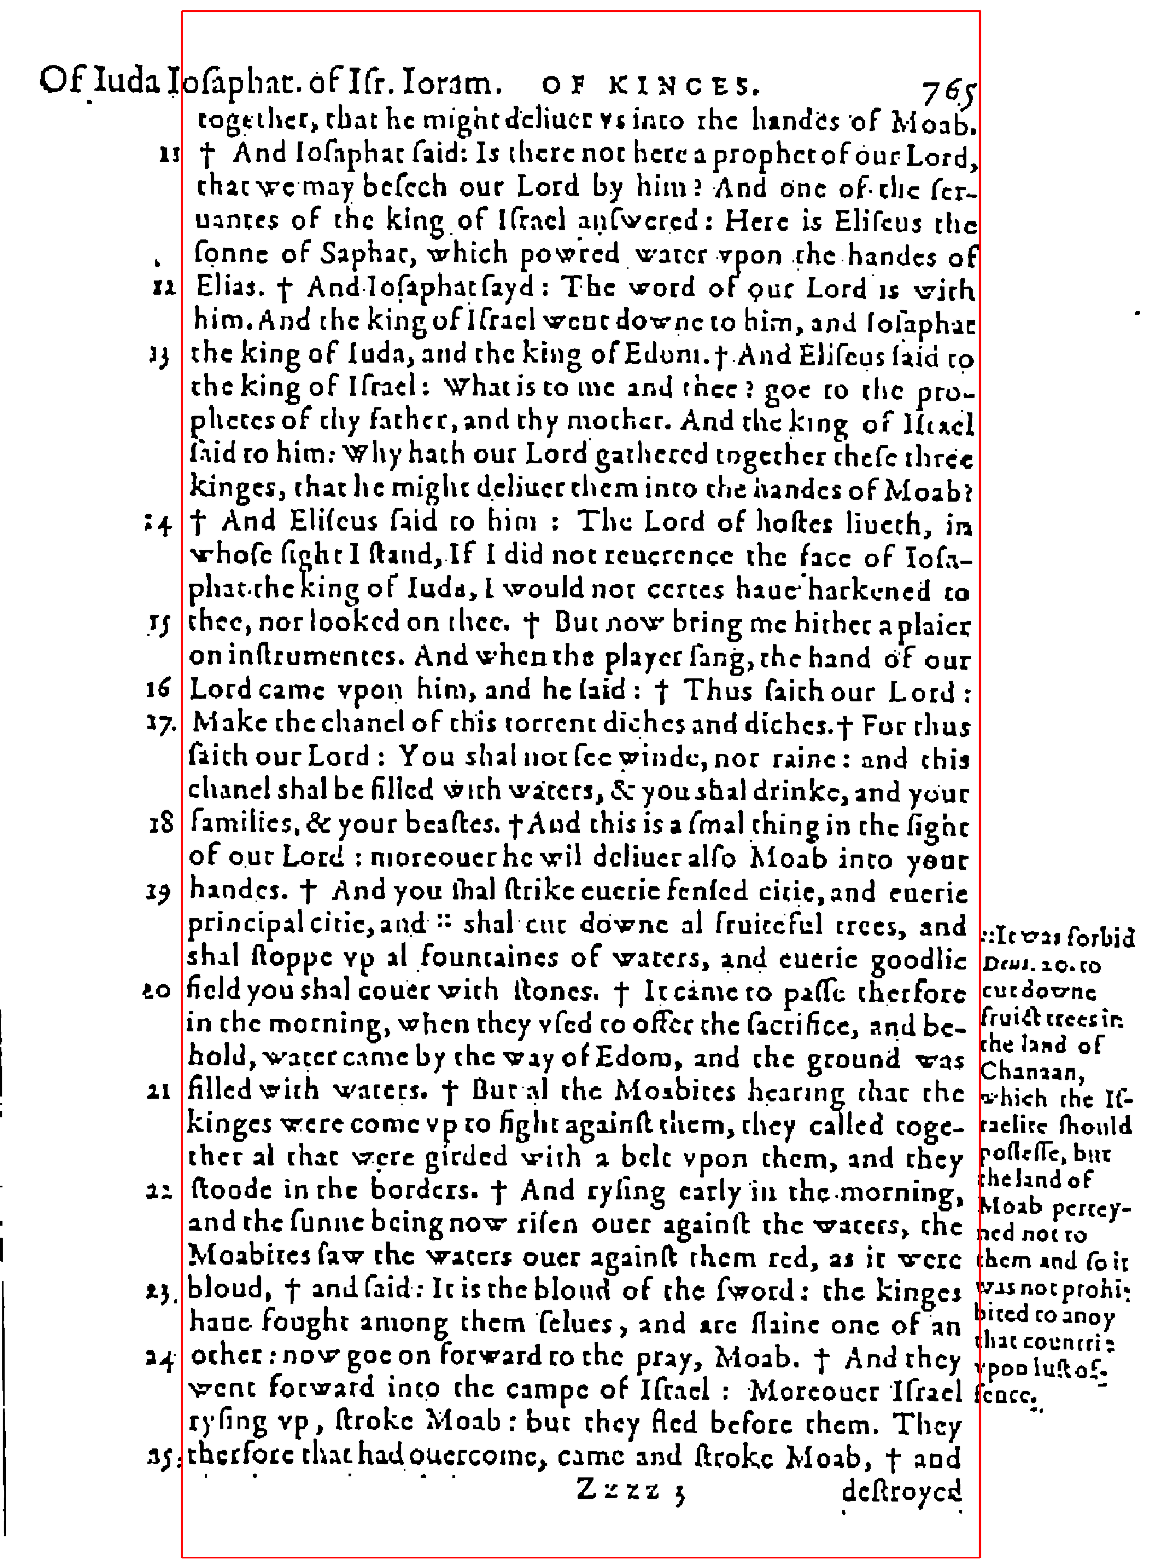 Of Iuda Iosaphat. of Isr. Ioram. OF KINGES. 765
together, that he might deliuer vs into the handes of Moab.
11 † And Iosaphat said: Is there not here a prophet of our Lord,
that we may besech our Lord by him? And one of the ser-
uantes of the king of Israel answered: Here is Eliseus the
sonne of Saphat, which powred water vpon the handes of
12 Elias. † And Iosaphat sayd: The word of our Lord is with
him. And the king of Israel went downe to him, and Iosaphat
13 the king of Iuda, and the king of Edom. † And Eliseus said to
the king of Israel: What is to me and thee? goe to the pro-
phetes of thy father, and thy mother. And the king of Israel
said to him: Why hath our Lord gathered together these three
kinges, that he might deliuer them into the handes of Moab?
14 † And Eliseus said to him: The Lord of hostes liueth, in
whose sight I stand, If I did not reuerence the face of Iosa-
phat the king of Iuda, I would not certes haue harkened to
15 thee, nor looked on thee. † But now bring me hither a plaier
on instrumentes. And when the player sang, the hand of our
16 Lord came vpon him, and he said: † Thus saith our Lord:
17. Make the chanel of this torrent diches and diches. † For thus
saith our Lord: You shal not see winde, nor raine: and this
chanel shal be filled with waters, & you shal drinke, and your
18 families, & your beastes. † And this is a smal thing in the sight
of our Lord: moreouer he wil deliuer also Moab into your
19 handes. † And you shal strike euerie fensed citie, and euerie
principal citie, and :: shal cut downe al fruiteful trees, and
shal stoppe vp al fountaines of waters, and euerie goodlie
20 field you shal couer with stones. † It came to passe therfore
in the morning, when they vsed to offer the sacrifice, and be-
hold, water came by the way of Edom, and the ground was
21 filled with waters. † But al the Moabites hearing that the
kinges were come vp to fight against them, they called toge-
ther al that were girded with a belt vpon them, and they
22 stoode in the borders. † And rysing early in the morning,
and the sunne being now risen ouer against the waters, the
Moabites saw the waters ouer against them red, as it were
23. bloud, † and said: It is the bloud of the sword: the kinges
haue fought among them selues, and are slaine one of an
24 other: now goe on forward to the pray, Moab. † And they
went forward into the campe of Israel: Moreouer Israel
rysing vp, stroke Moab: but they fled before them. They
25. therfore that had ouercome, came and stroke Moab, † and
Zzzz 3 destroyed
::It was forbid
Deut. 20. to
cut downe
fruict trees in
the land of
Chanaan,
which the Is-
raelite should
possesse, but
the land of
Moab pertey-
ned not to
them and so it
was not prohi-
bited to anoy
that countrie
vpon iust of-
fence.